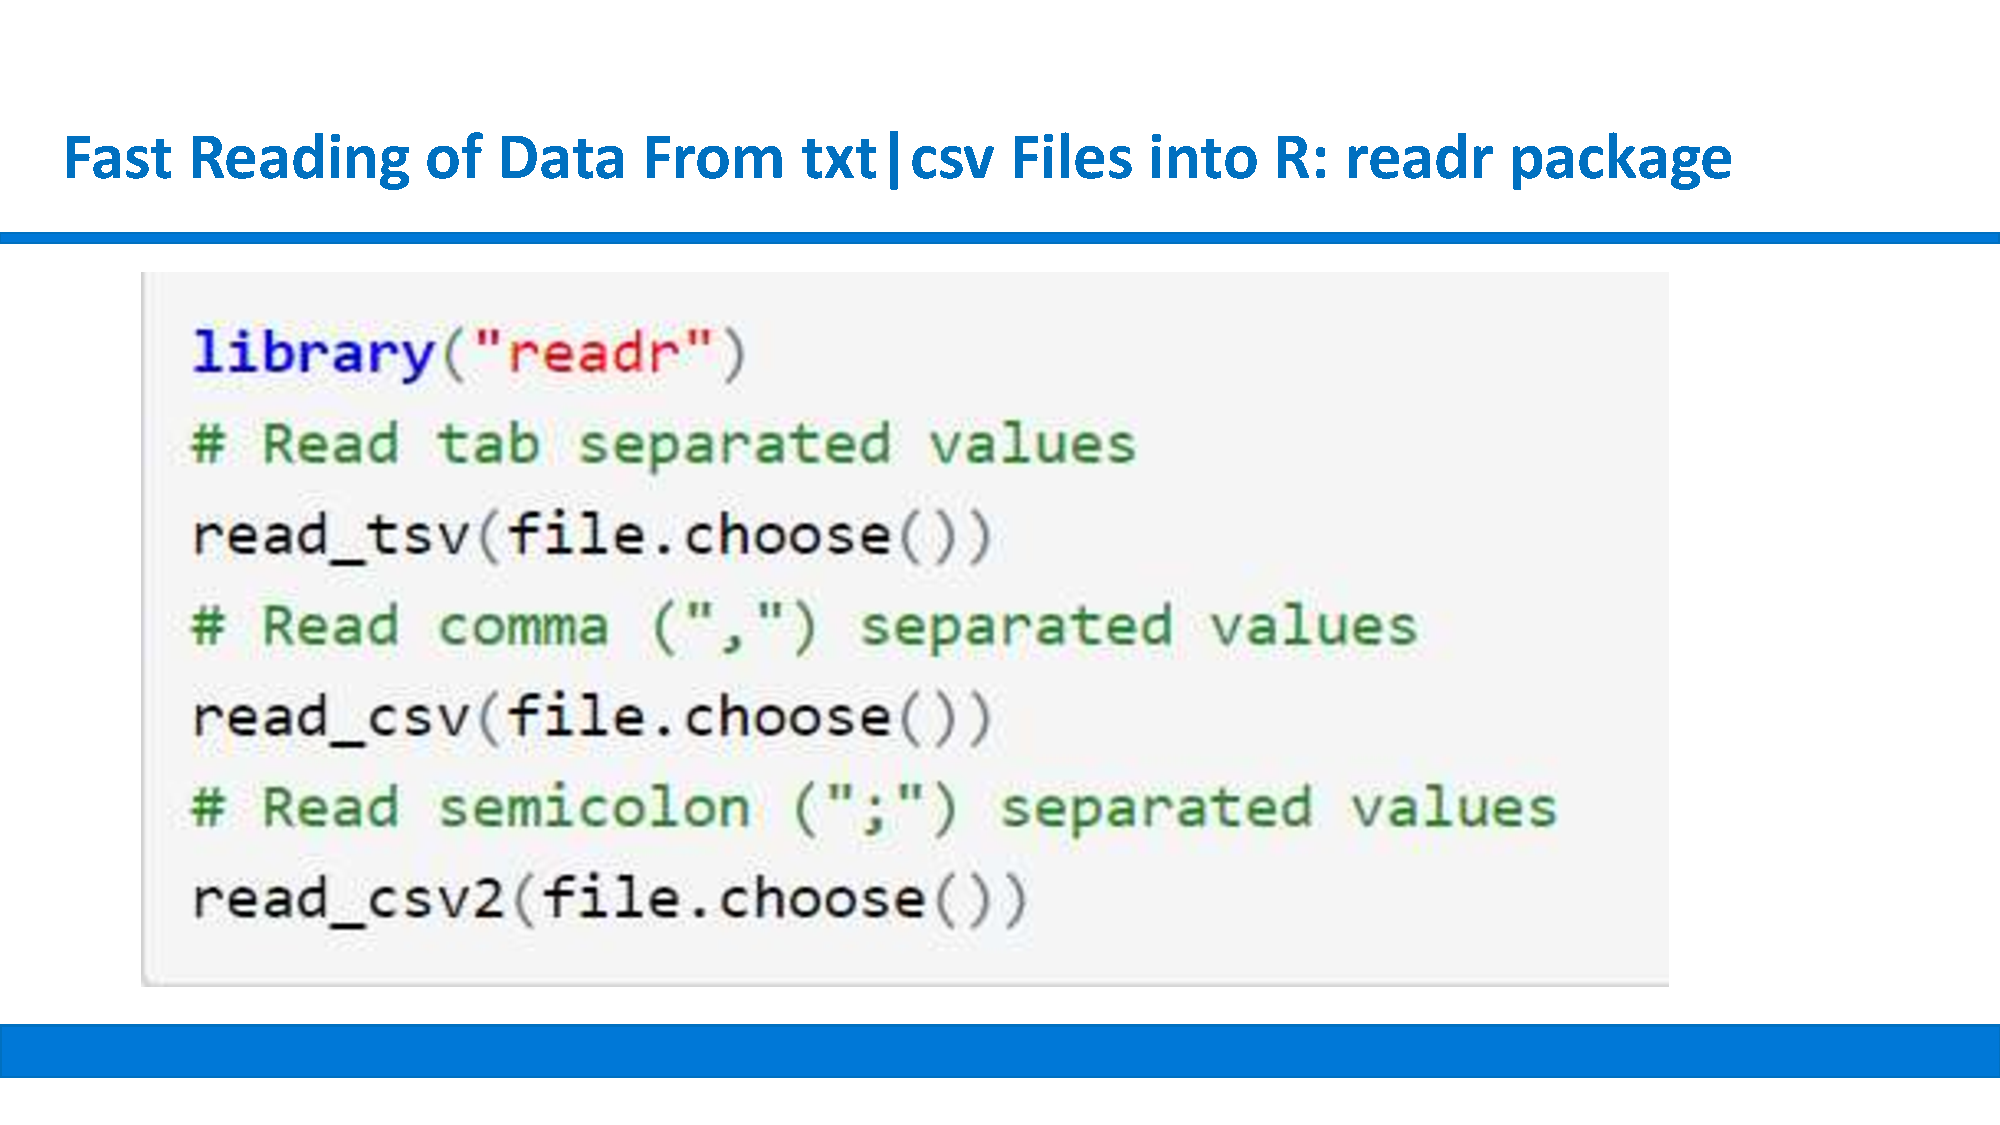 Fast Reading of Data From txt|csv Files into R: readr package
library("readr")
# Read tab separated values
read_tsv(file.choose())
# Read comma (",") separated values
read_csv(file.choose())
# Read semicolon (";") separated values
read_csv2(file.choose())